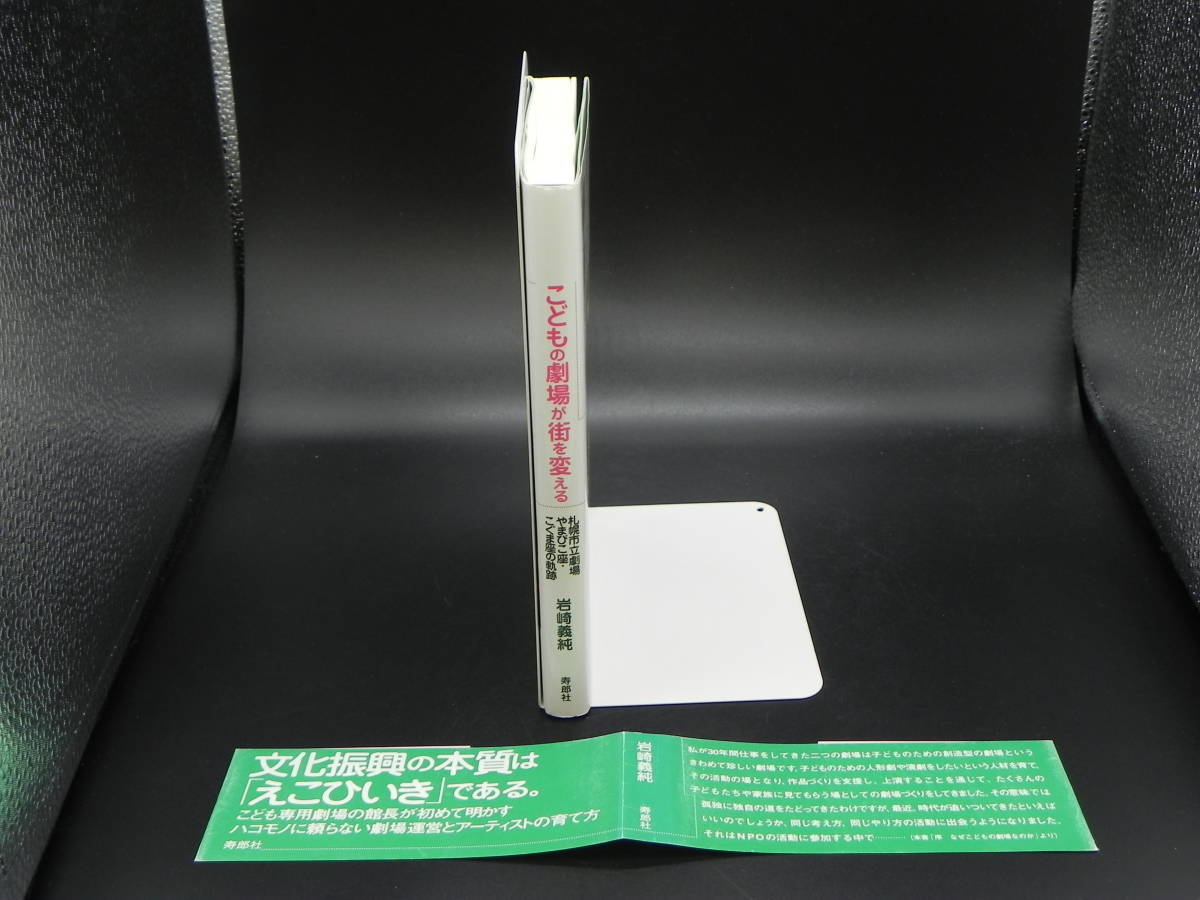 こどもの劇場が街を変える
札幌市立劇場
やまびこ座・
こぐま座の軌跡
岩崎義純
寿郎社
文化振興の本質は
「えこひいき」である。
こども専用劇場の館長が初めて明かす
ハコモノに頼らない劇場運営とアーティストの育て方
寿郎社
岩崎義純
寿郎社
私が30年間仕事をしてきた二つの劇場は子どものための創造型の劇場という
きわめて珍しい劇場です。子どものための人形劇や演劇をしたいという人材を育て、
その活動の場となり、作品づくりを支援し、上演することを通じて、たくさんの
子どもたちや家族に見てもらう場としての劇場づくりをしてきました。その意味では
孤独に独自の道をたどってきたわけですが、最近、時代が追いついてきたといえば
いいのでしょうか、同じ考え方、同じやり方の活動に出会うようになりました。
それはNPOの活動に参加する中で――(本書「序　なぜこどもの劇場なのか」より)